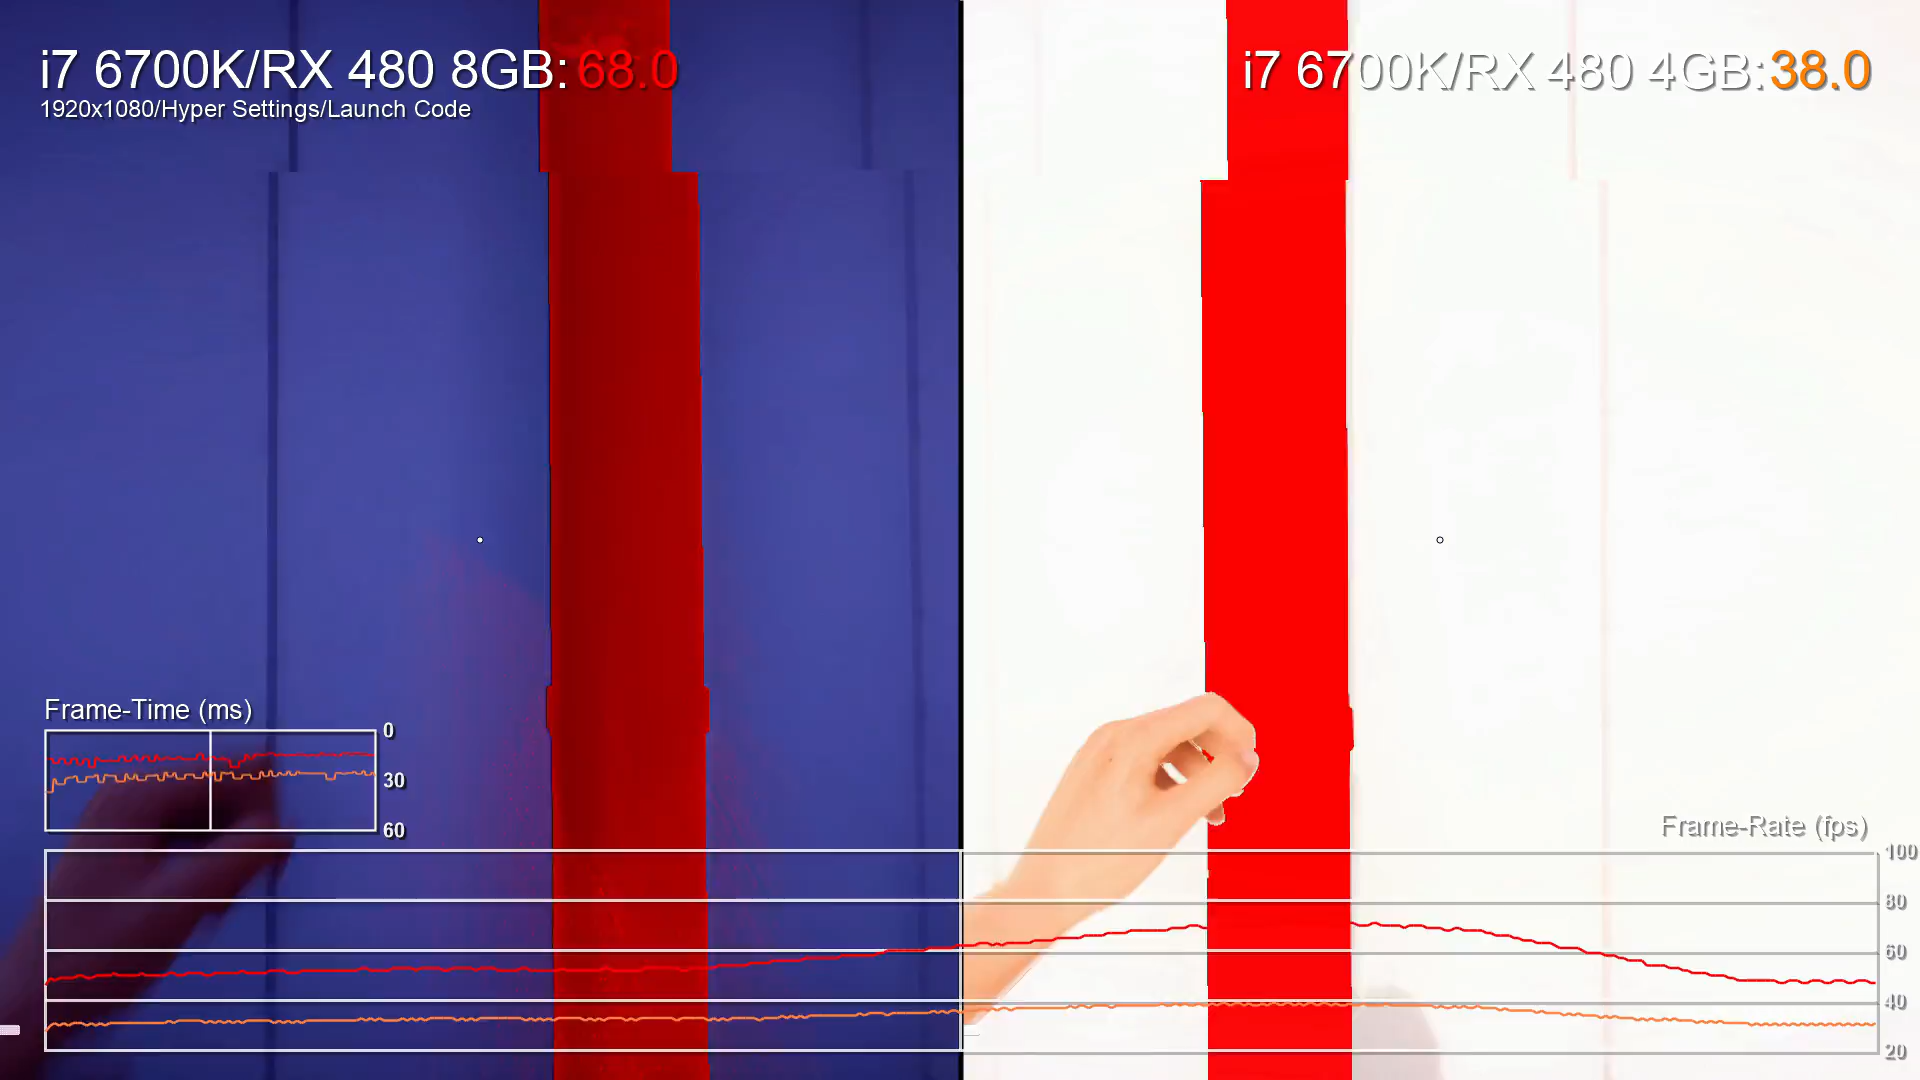 i7 6700K/RX 480 8GB: 68.0
1920x1080/Hyper Settings/Launch Code
i7 6700K/RX 480 4GB: 38.0
Frame-Time (ms)
0
30
60
Frame-Rate (fps)
100
80
60
40
20